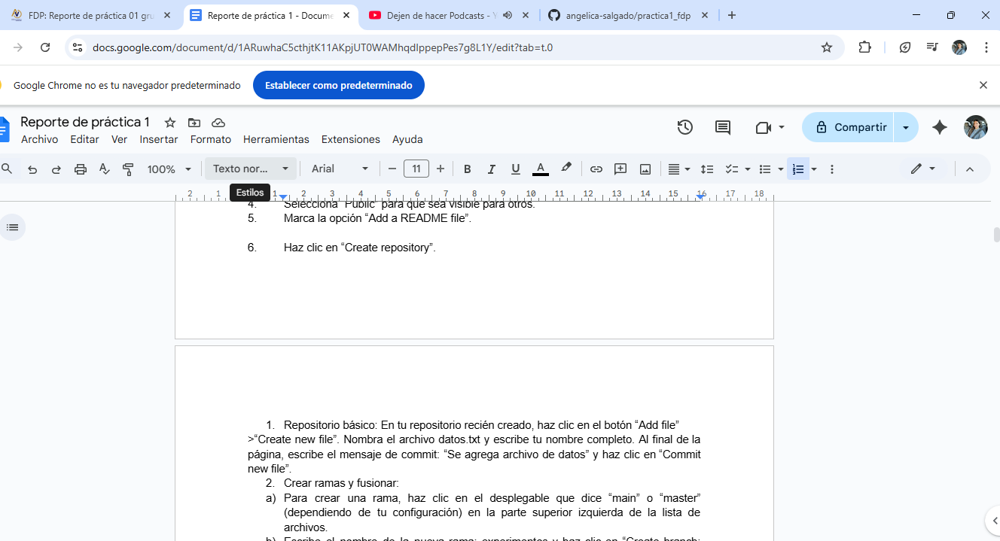 FDP: Reporte de práctica 01 gru
Reporte de práctica 1 - Docume
Dejen de hacer Podcasts - Y
angelica-salgado/practica1_fdp
docs.google.com/document/d/1ARuwhaC5cthjtK11AKpjUT0WAMhqdIppepPes7g8L1Y/edit?tab=t.0
Google Chrome no es tu navegador predeterminado
Establecer como predeterminado
Reporte de práctica 1
Archivo Editar Ver Insertar Formato Herramientas Extensiones Ayuda
Compartir
100% Texto nor... Arial 11 B I U A
Estilos
2 1 1 2 3 4 5 6 7 8 9 10 11 12 13 14 15 16 17 18
4. Selecciona “Public” para que sea visible para otros.
5. Marca la opción “Add a README file”.
6. Haz clic en “Create repository”.
1. Repositorio básico: En tu repositorio recién creado, haz clic en el botón “Add file”
>“Create new file”. Nombra el archivo datos.txt y escribe tu nombre completo. Al final de la
página, escribe el mensaje de commit: “Se agrega archivo de datos” y haz clic en “Commit
new file”.
2. Crear ramas y fusionar:
a) Para crear una rama, haz clic en el desplegable que dice “main” o “master”
(dependiendo de tu configuración) en la parte superior izquierda de la lista de
archivos.
b) Escribe el nombre de la nueva rama: experimentos y haz clic en “Create branch: